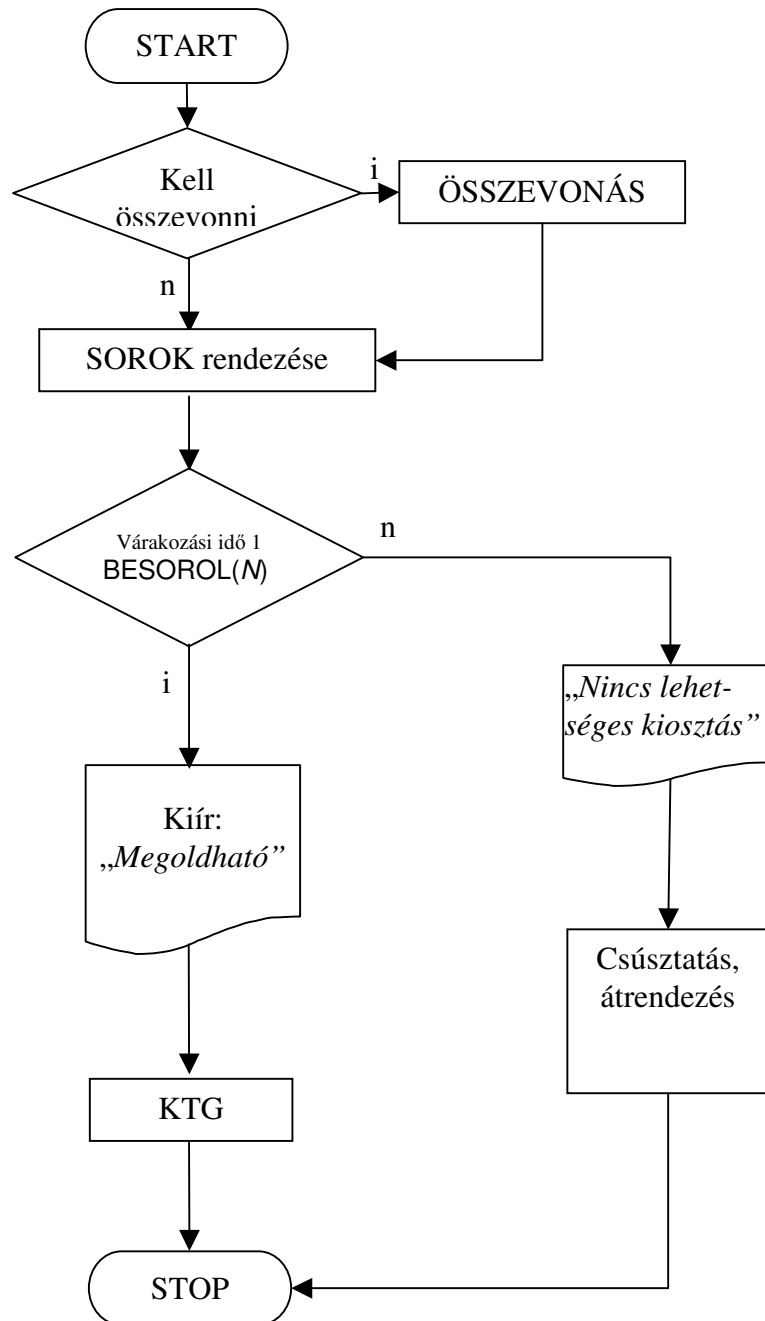 START
Kell
összevonni
i
ÖSSZEVONÁS
n
SOROK rendezése
Várakozási idő 1
BESOROL(N)
n
i
„Nincs lehet-
séges kiosztás”
Kiír:
„Megoldható”
Csúsztatás,
átrendezés
KTG
STOP